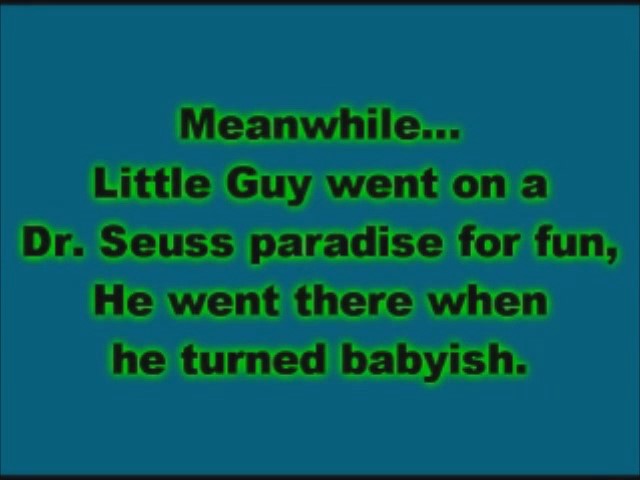 Meanwhile...
Little Guy went on a
Dr. Seuss paradise for fun,
He went there when
he turned babyish.